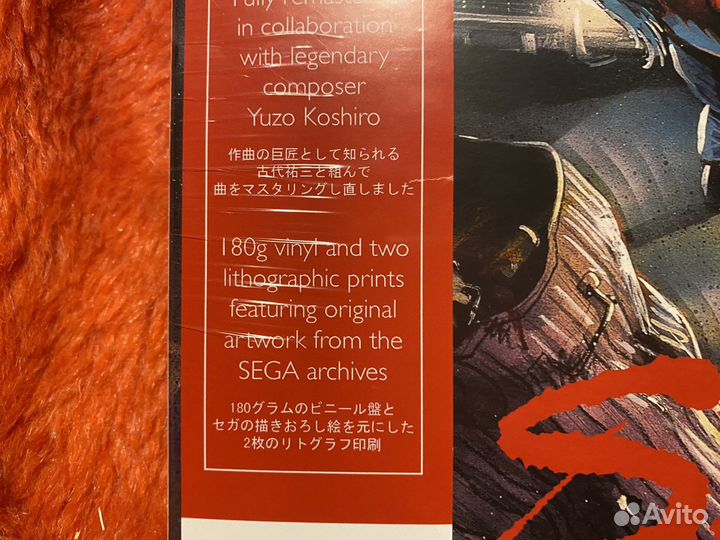 Fully remastered
in collaboration
with legendary
composer
Yuzo Koshiro
作曲の巨匠として知られる
古代祐三と組んで
曲をマスタリングし直しました
180g vinyl and two
lithographic prints
featuring original
artwork from the
SEGA archives
180グラムのビニール盤と
セガの描きおろし絵を元にした
2枚のリトグラフ印刷
S
Avito